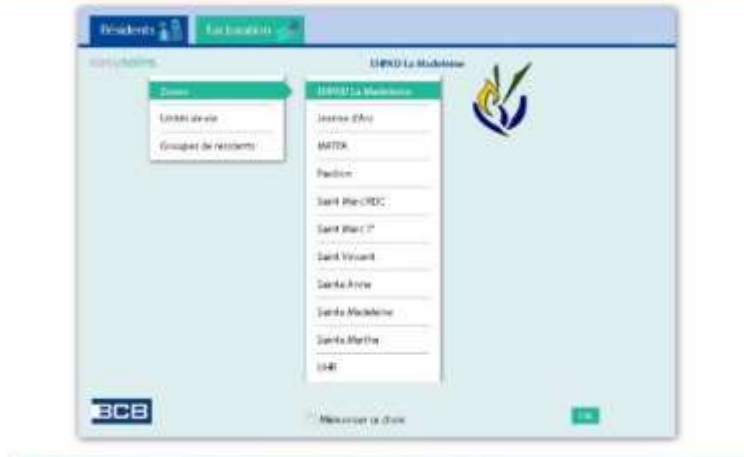 Résidents
Facturation
EHPAD La Madeleine
Zones
EHPAD La Madeleine
Unités de vie
Jeanne d'Arc
Groupes de résidents
MATTA
Pavillon
Saint Marc RDC
Saint Marc 1°
Saint Vincent
Sainte Anne
Sainte Madeleine
Sainte Marthe
UHR
BCB
Mémoriser ce choix
OK